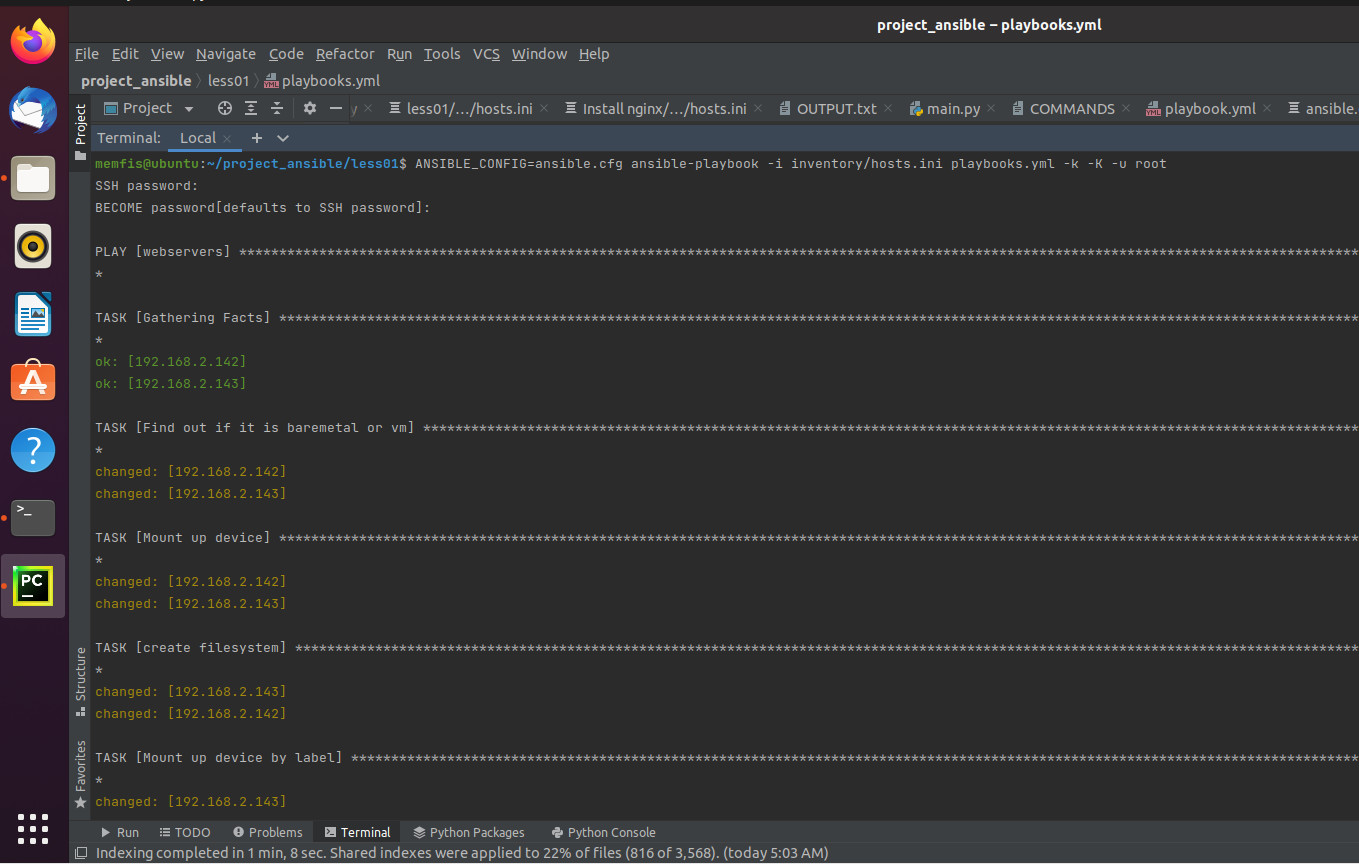 project_ansible – playbooks.yml
File Edit View Navigate Code Refactor Run Tools VCS Window Help
project_ansible less01 playbooks.yml
Project y less01/.../hosts.ini Install nginx/.../hosts.ini OUTPUT.txt main.py COMMANDS playbook.yml ansible.
Project
Terminal: Local
memfis@ubuntu:~/project_ansible/less01$ ANSIBLE_CONFIG=ansible.cfg ansible-playbook -i inventory/hosts.ini playbooks.yml -k -K -u root
SSH password:
BECOME password[defaults to SSH password]:
PLAY [webservers] ********************************************************************************************************************************************
*
TASK [Gathering Facts] ***************************************************************************************************************************************
*
ok: [192.168.2.142]
ok: [192.168.2.143]
TASK [Find out if it is baremetal or vm] *********************************************************************************************************************
*
changed: [192.168.2.142]
changed: [192.168.2.143]
TASK [Mount up device] ***************************************************************************************************************************************
*
changed: [192.168.2.142]
changed: [192.168.2.143]
TASK [create filesystem] *************************************************************************************************************************************
*
changed: [192.168.2.143]
changed: [192.168.2.142]
TASK [Mount up device by label] ******************************************************************************************************************************
*
changed: [192.168.2.143]
Structure
Favorites
>_
PC
Run TODO Problems Terminal Python Packages Python Console
Indexing completed in 1 min, 8 sec. Shared indexes were applied to 22% of files (816 of 3,568). (today 5:03 AM)